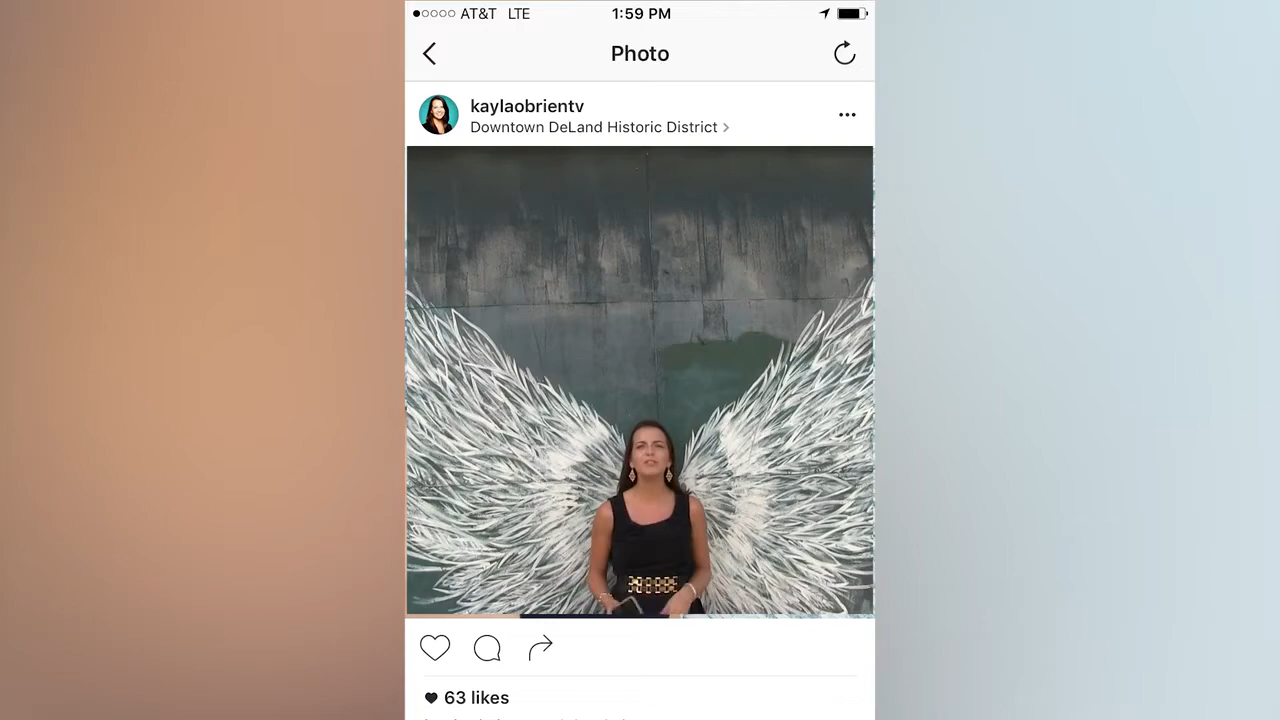 AT&T LTE 1:59 PM
Photo
kaylaobrientv
Downtown DeLand Historic District
63 likes